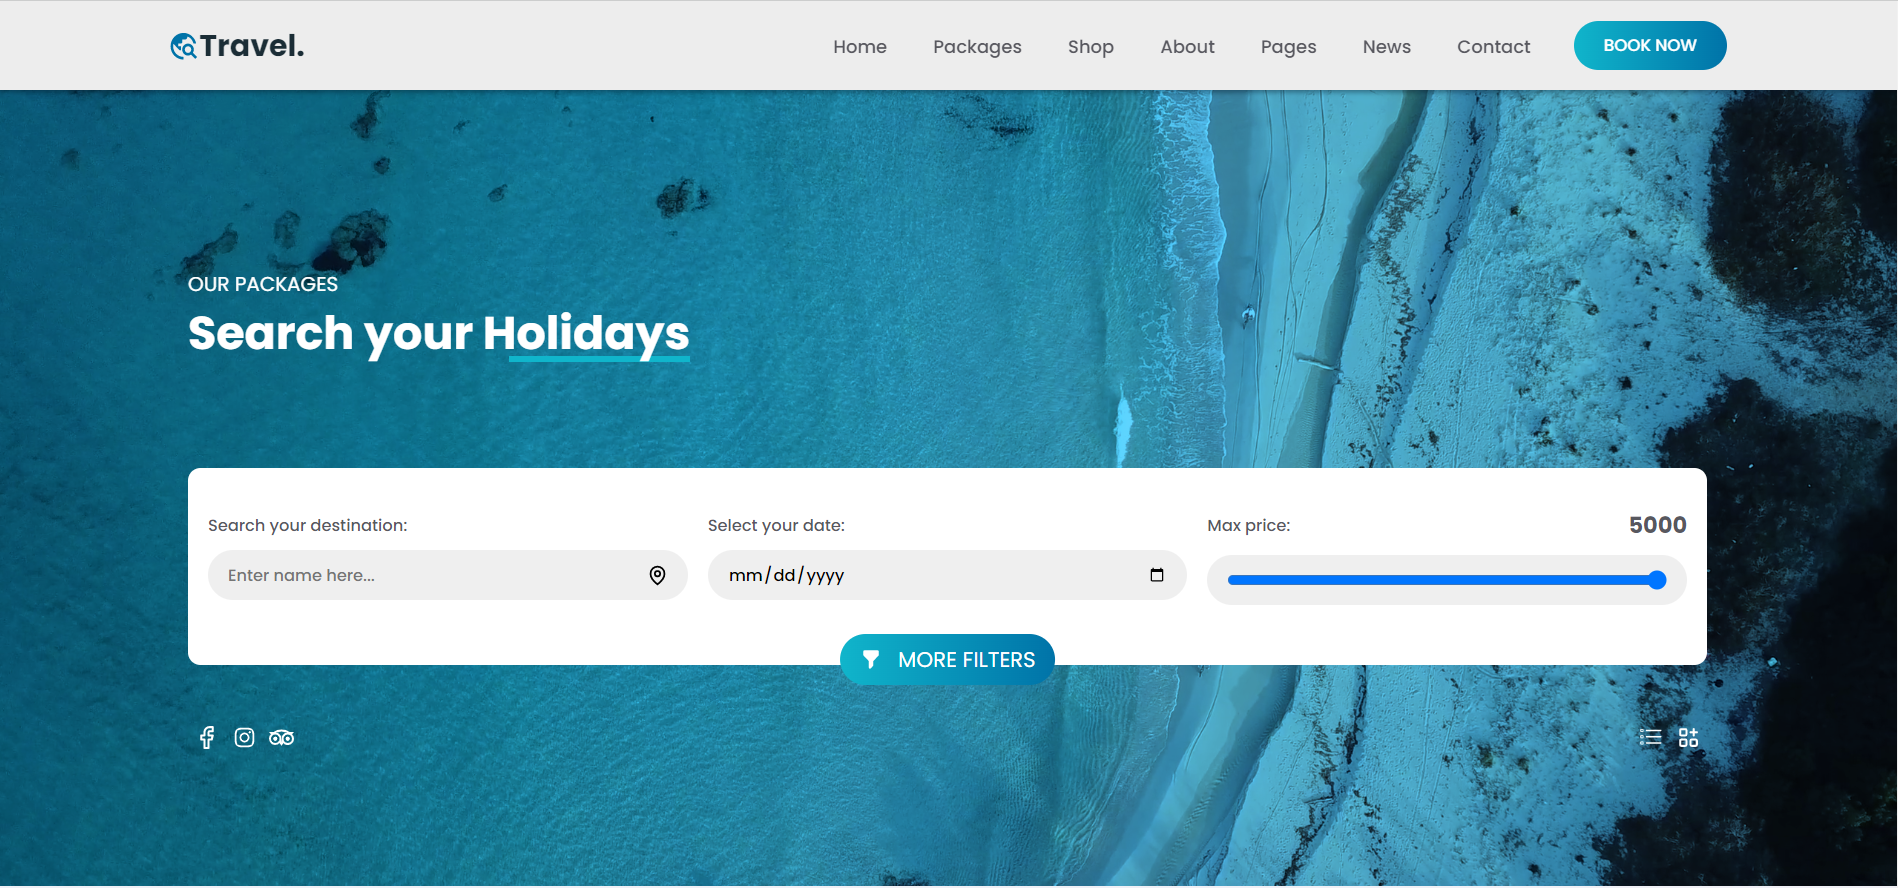 Travel.
Home Packages Shop About Pages News Contact BOOK NOW
OUR PACKAGES
Search your Holidays
Search your destination: Select your date: Max price: 5000
Enter name here... mm/dd/yyyy
MORE FILTERS